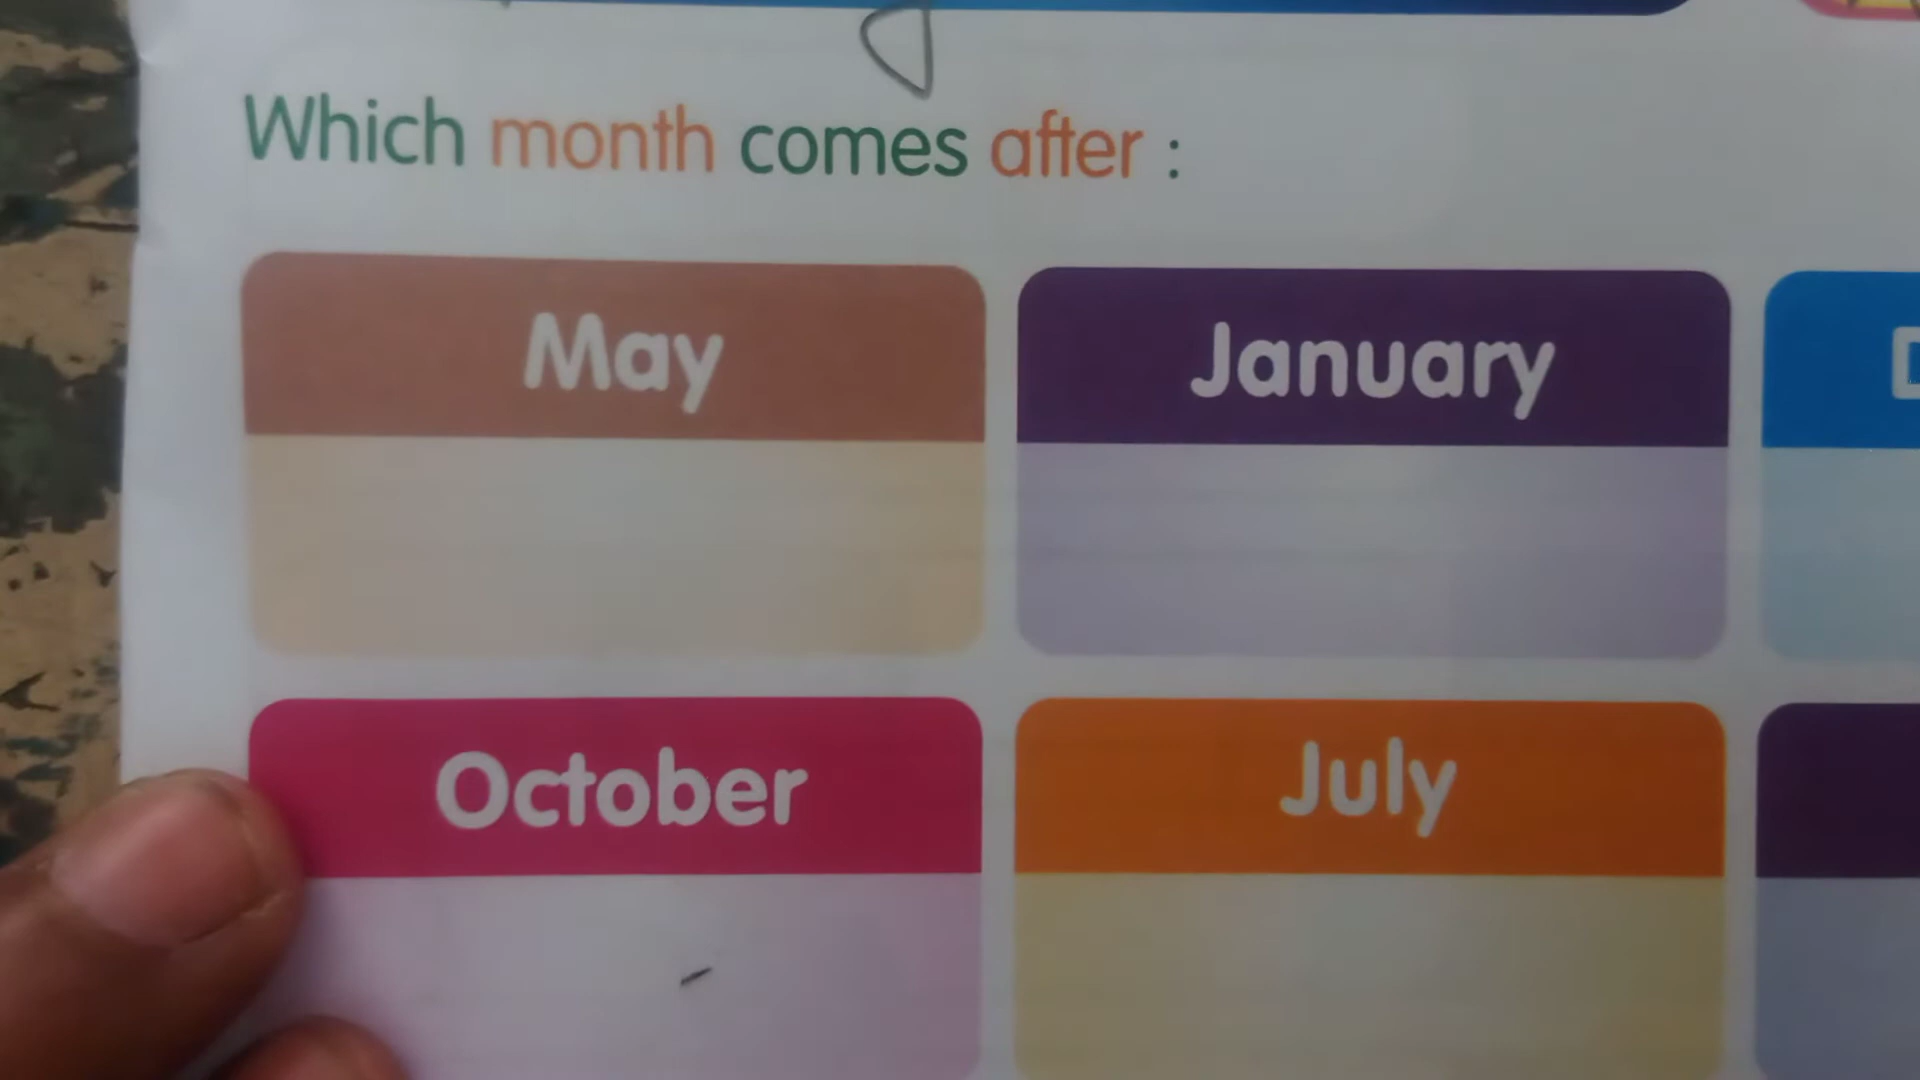 Which month comes after :
May
January
October
July